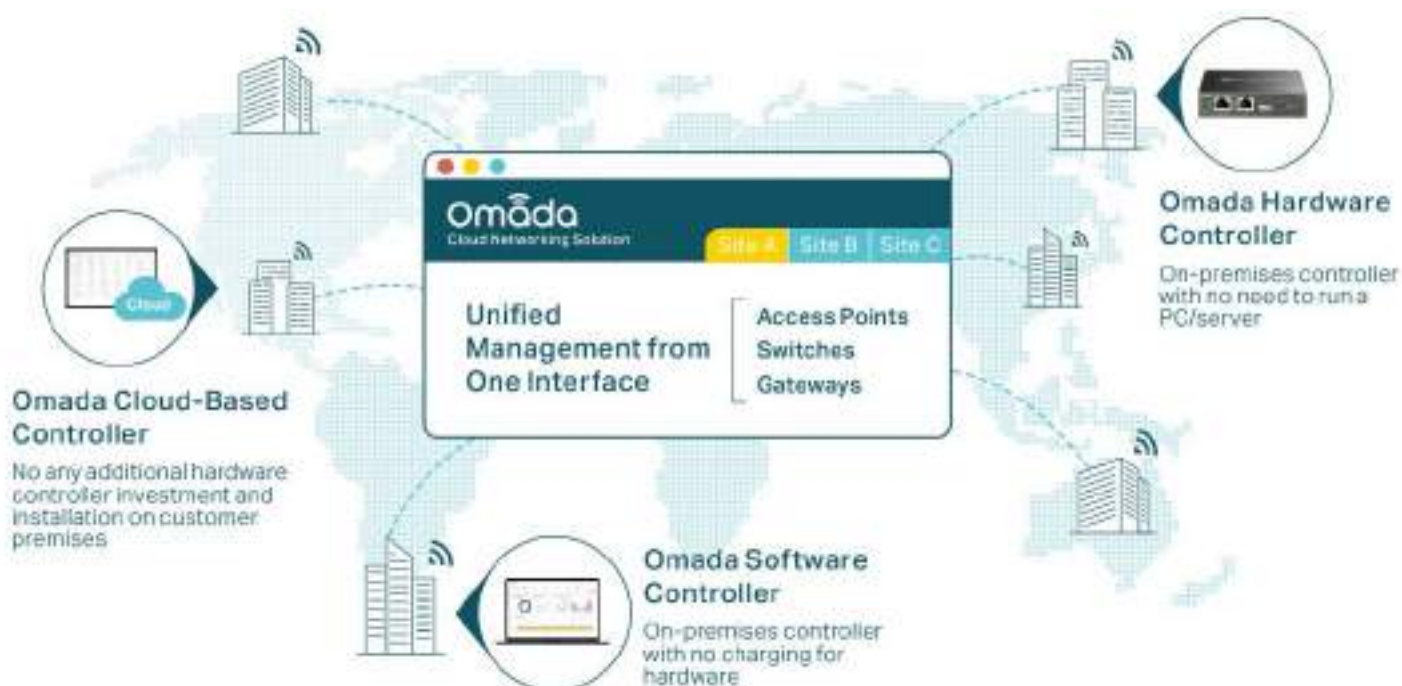 Omada
Cloud Networking Solution
Site A
Site B
Site C
Unified
Management from
One Interface
Access Points
Switches
Gateways
Omada Hardware
Controller
On-premises controller
with no need to run a
PC/server
Cloud
Omada Cloud-Based
Controller
No any additional hardware
controller investment and
installation on customer
premises
Omada Software
Controller
On-premises controller
with no charging for
hardware